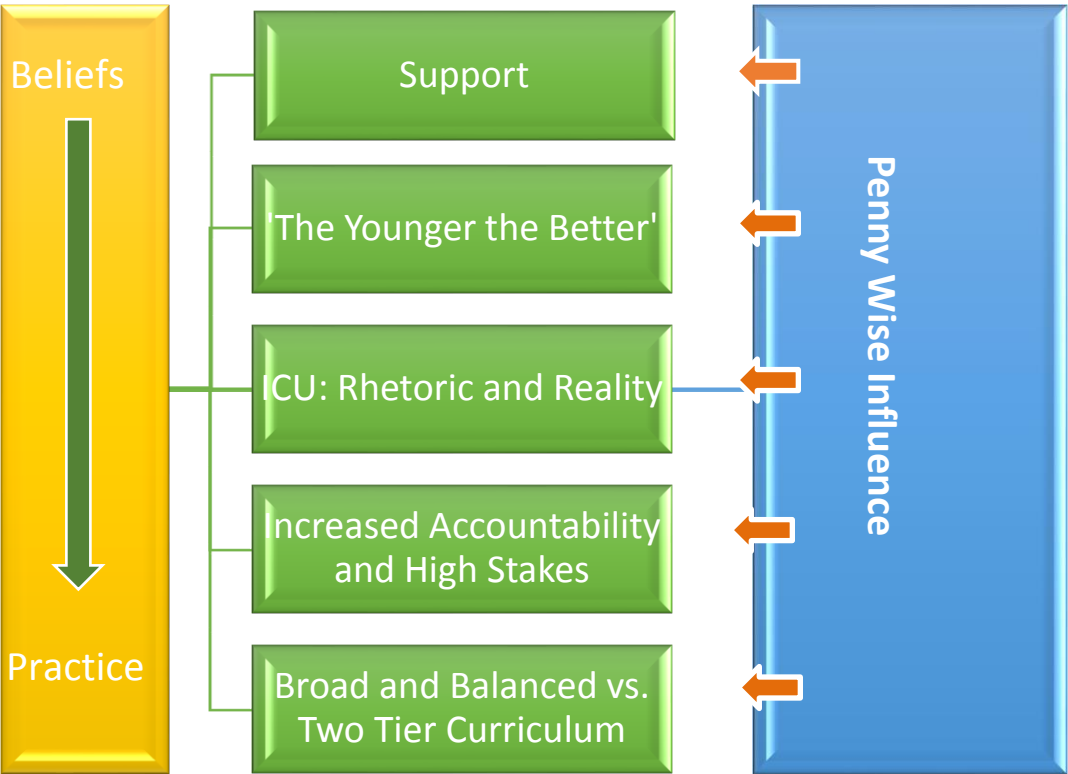 Beliefs
Practice
Support
'The Younger the Better'
ICU: Rhetoric and Reality
Increased Accountability
and High Stakes
Broad and Balanced vs.
Two Tier Curriculum
Penny Wise Influence